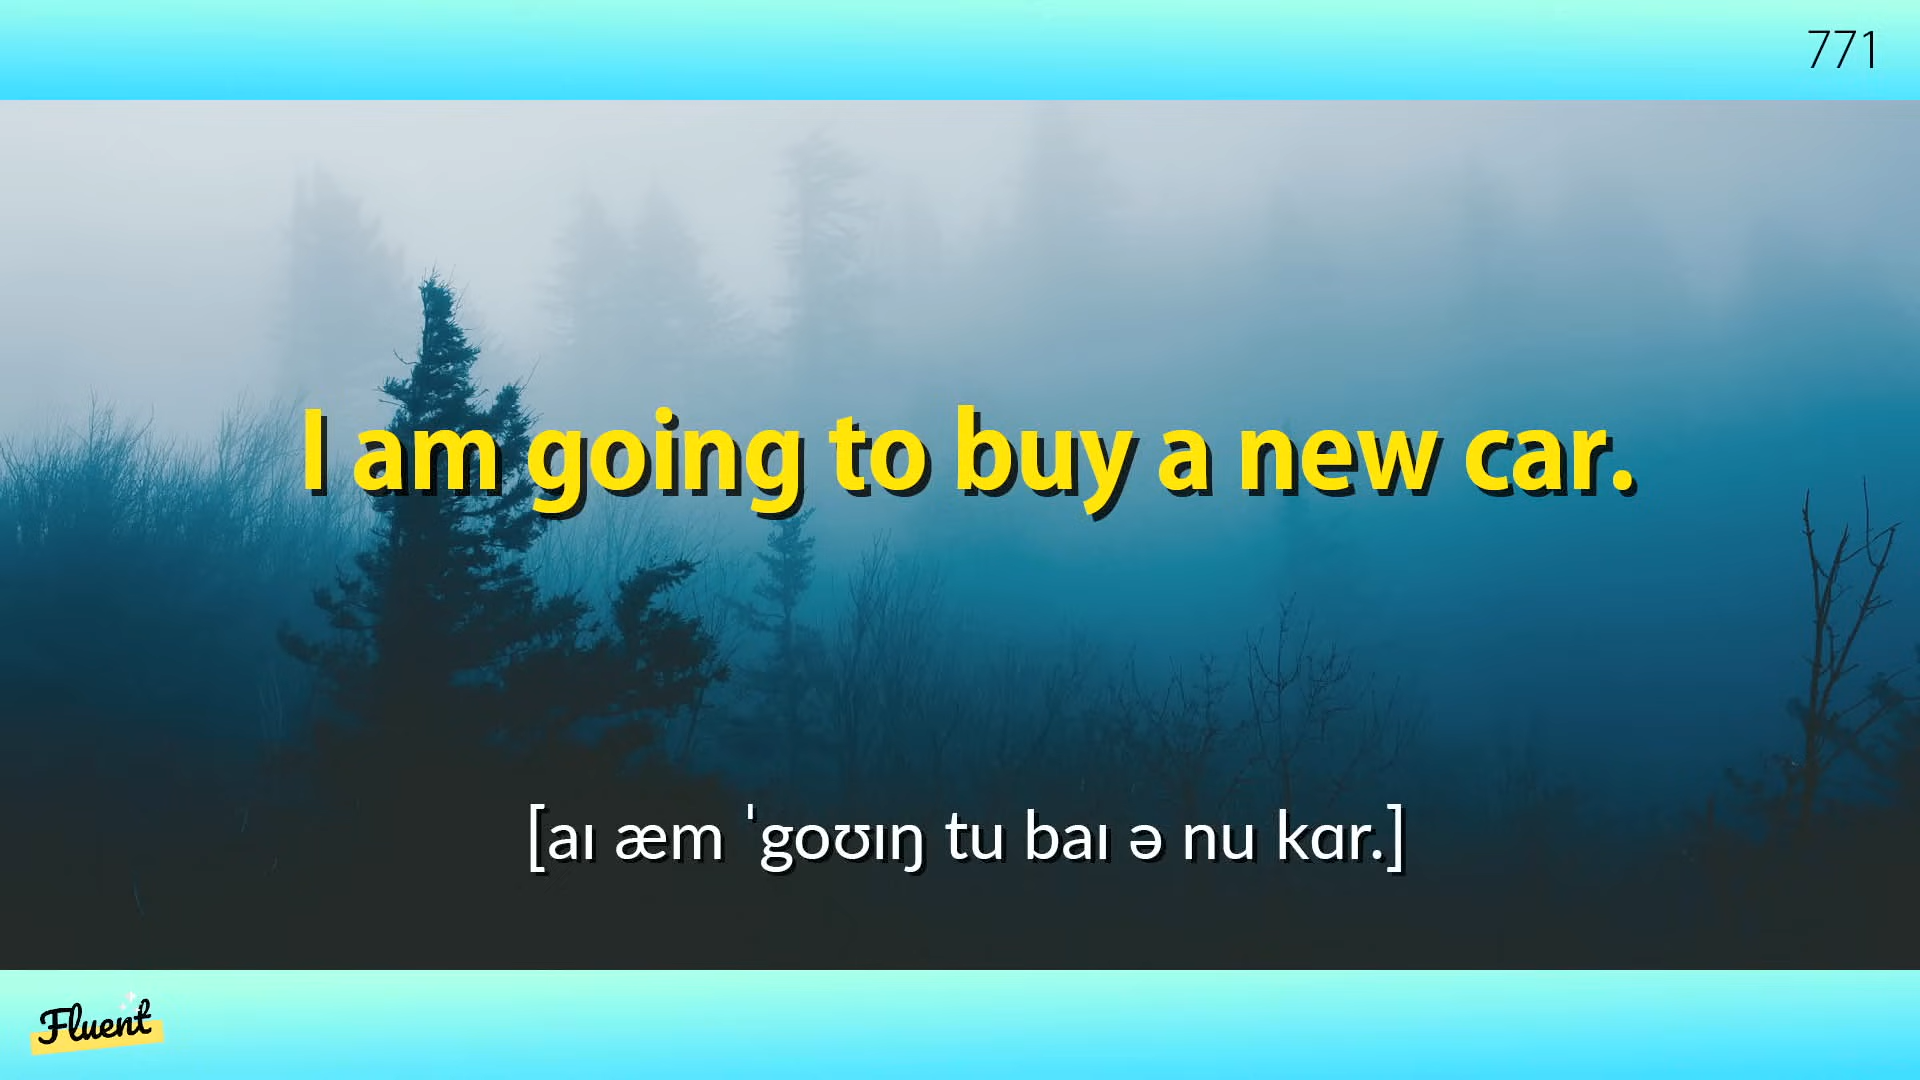 771
I am going to buy a new car.
[aɪ æm ˈgoʊɪŋ tu baɪ ə nu kɑr.]
Fluent